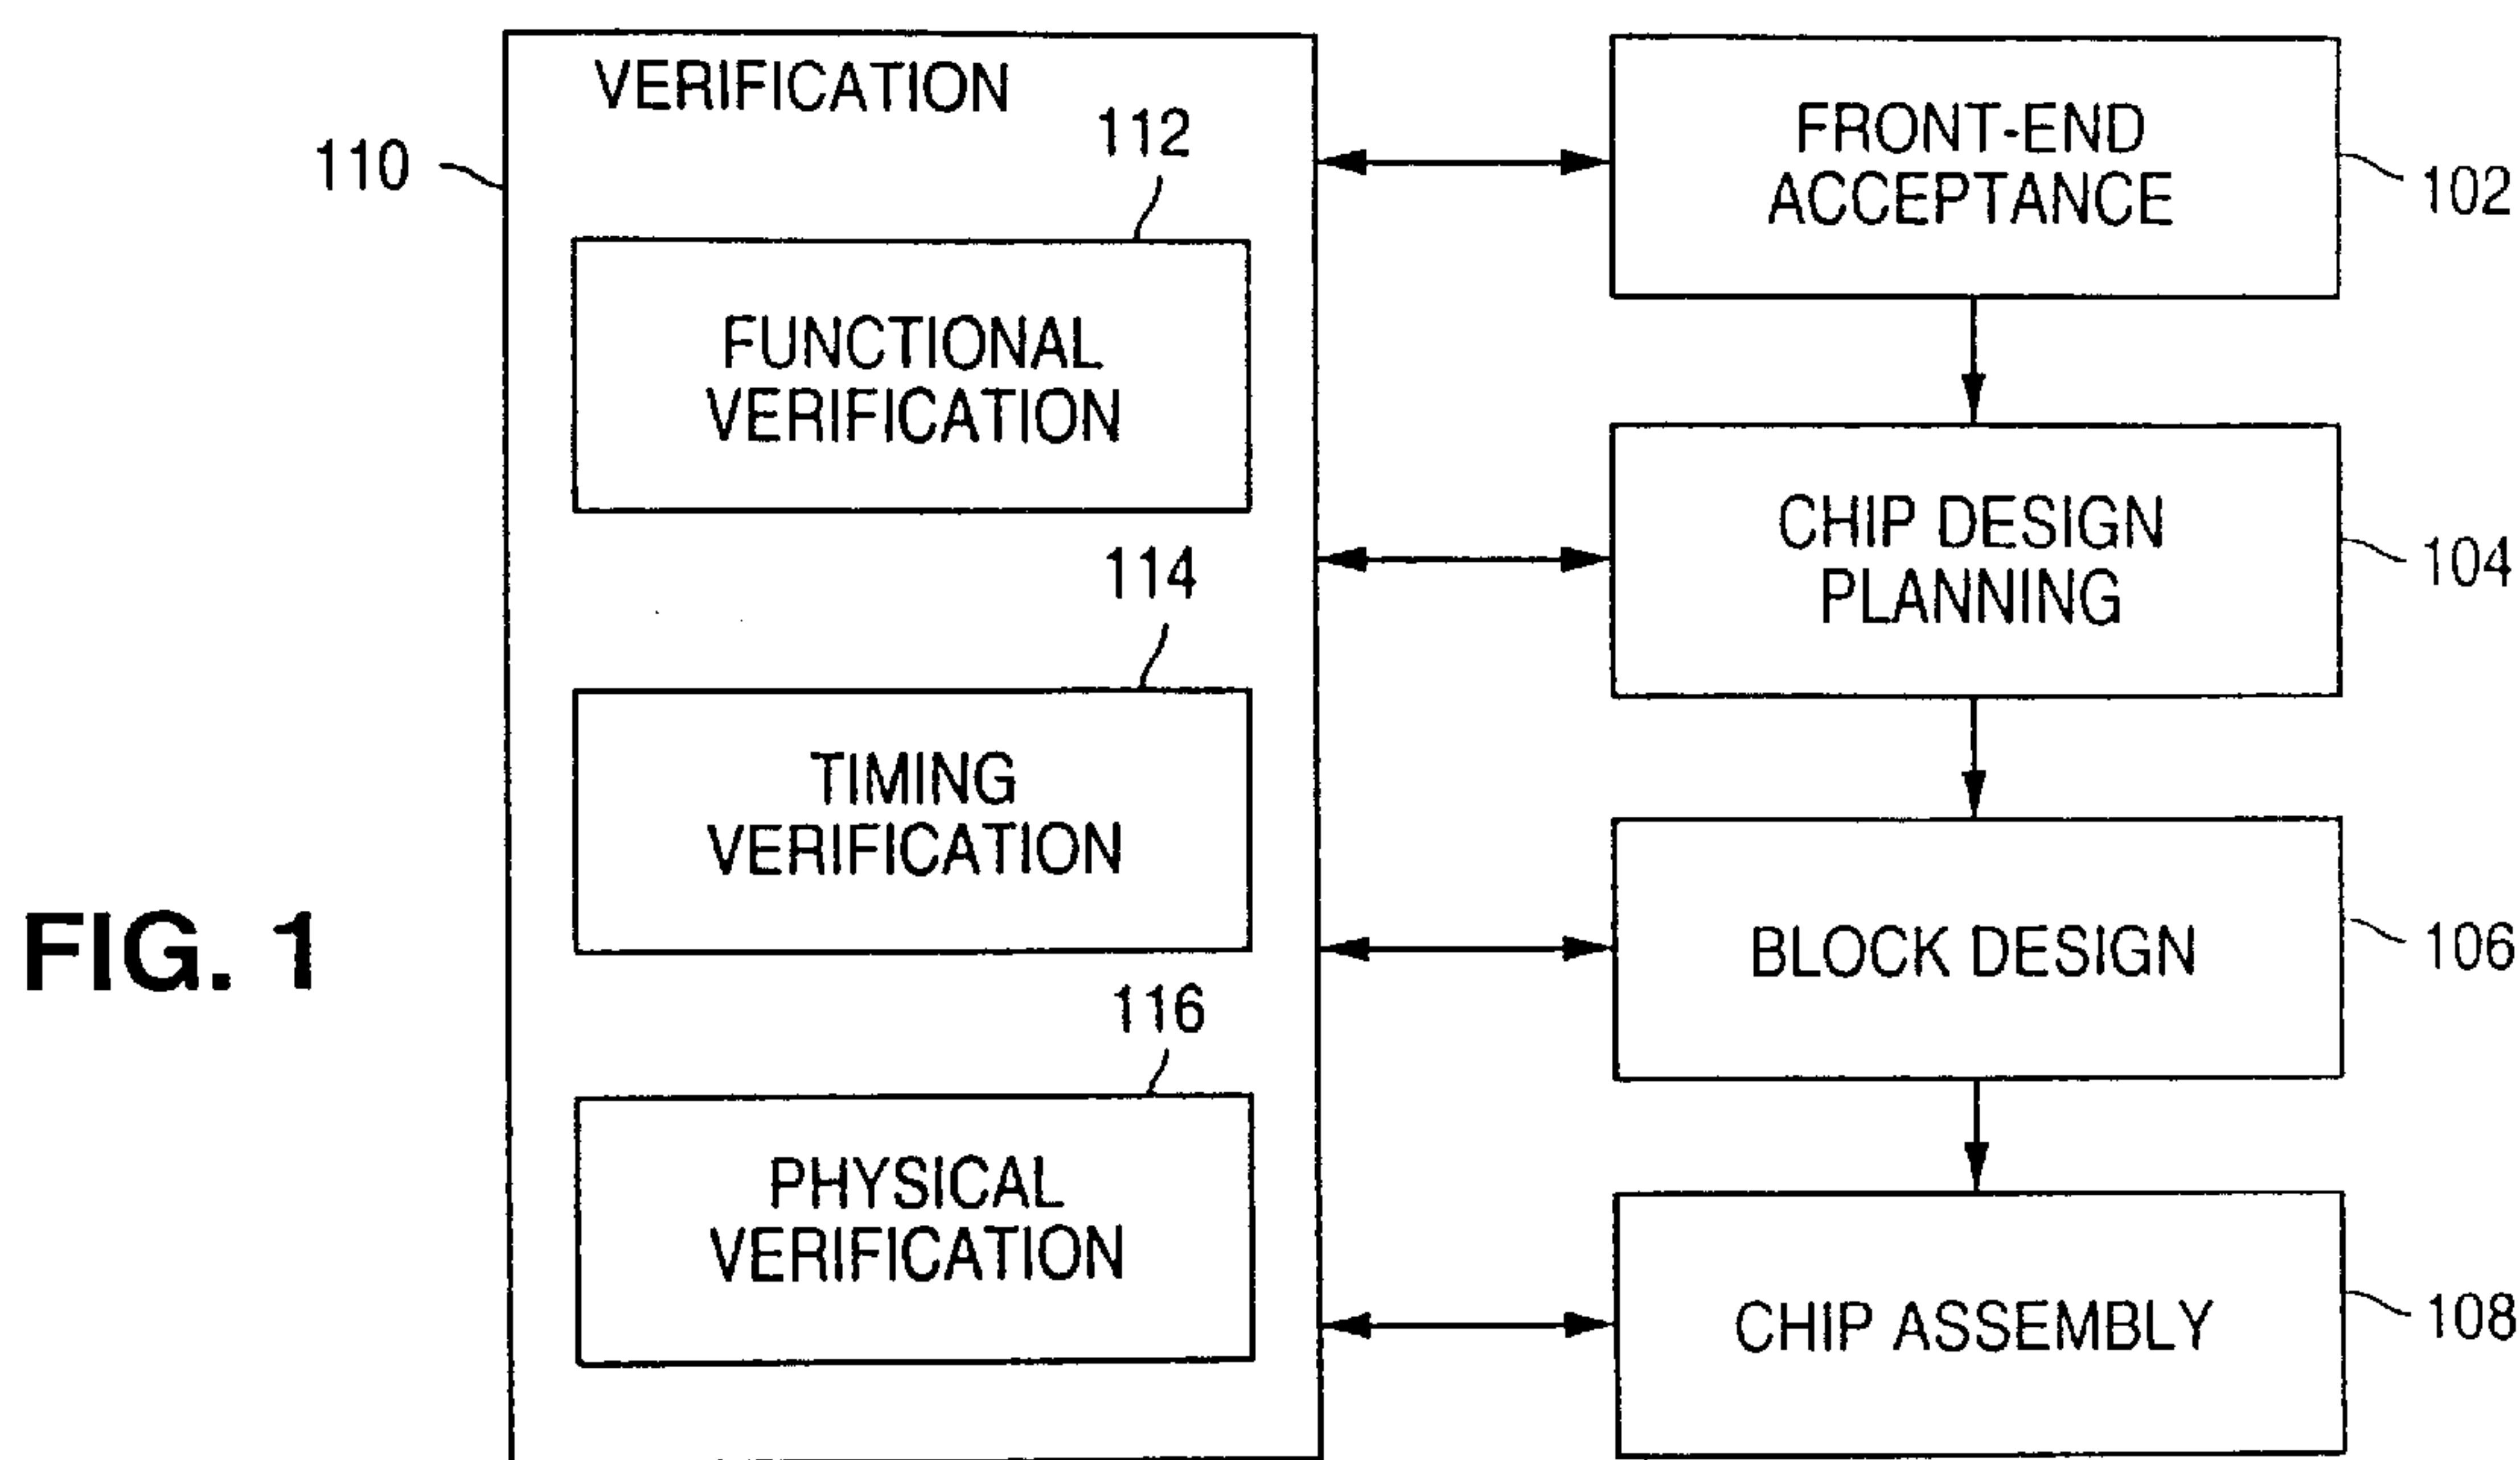 VERIFICATION
110
112
FUNCTIONAL
VERIFICATION
114
TIMING
VERIFICATION
116
PHYSICAL
VERIFICATION
FRONT-END
ACCEPTANCE
102
CHIP DESIGN
PLANNING
104
BLOCK DESIGN
106
CHIP ASSEMBLY
108
FIG. 1